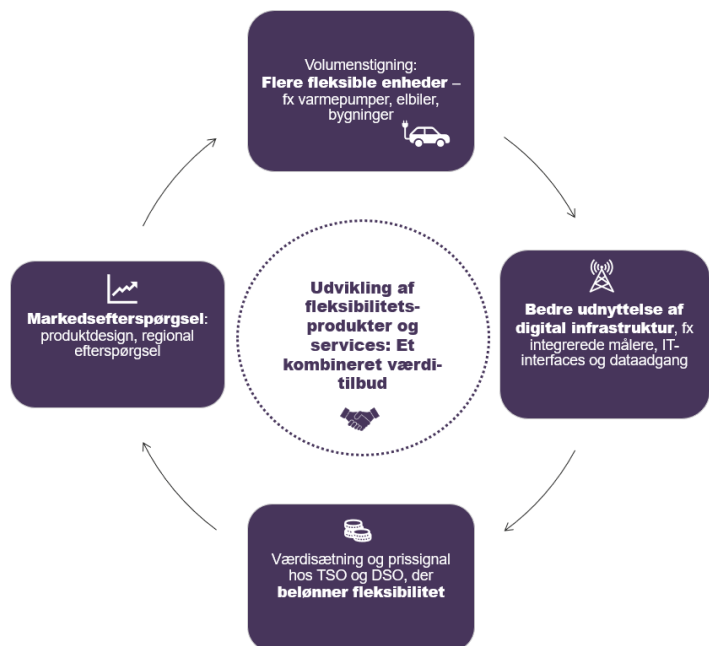 Volumenstigning:
Flere fleksible enheder –
fx varmepumper, elbiler,
bygninger
Bedre udnyttelse af
digital infrastruktur, fx
integrerede målere, IT-
interfaces og dataadgang
Værdisætning og prissignal
hos TSO og DSO, der
belønner fleksibilitet
Markedsefterspørgsel:
produktdesign, regional
efterspørgsel
Udvikling af
fleksibilitets-
produkter og
services: Et
kombineret værdi-
tilbud